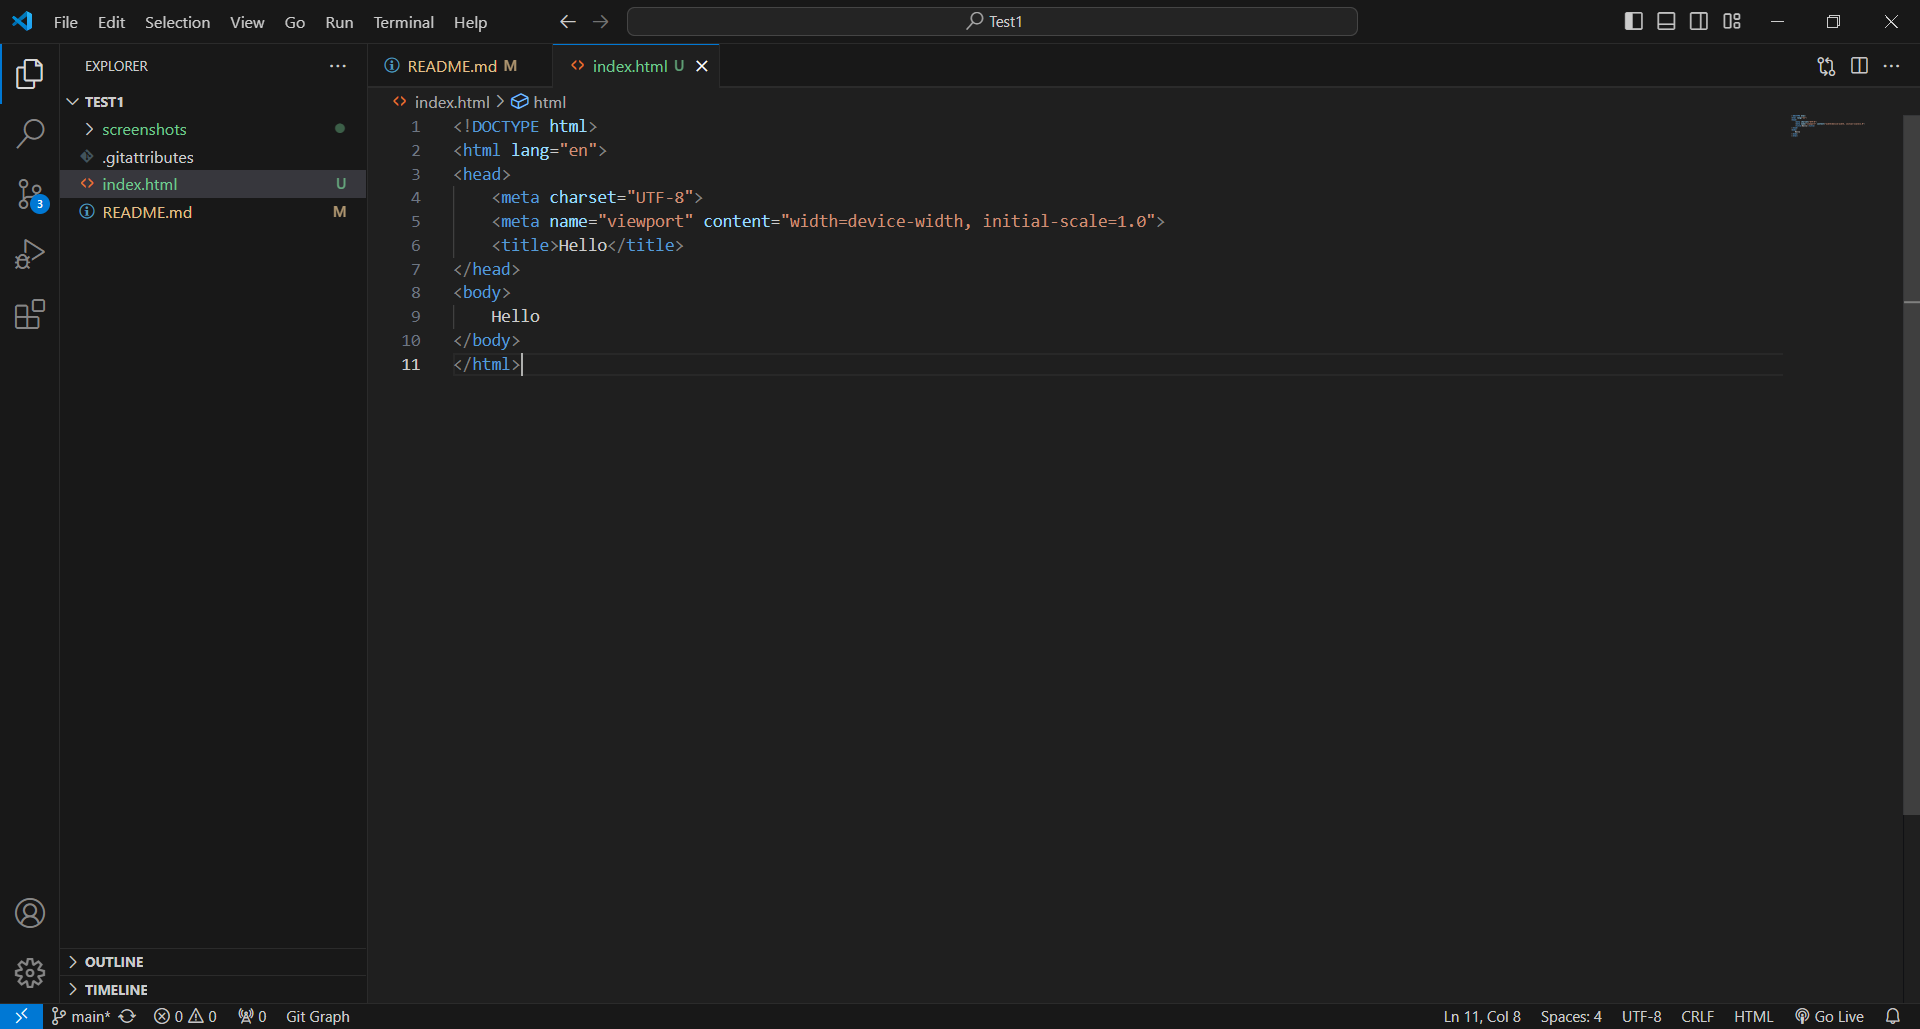 File Edit Selection View Go Run Terminal Help Test1
EXPLORER
TEST1
screenshots
.gitattributes
index.html U
README.md M
OUTLINE
TIMELINE
README.md M index.html U
index.html > html
1 <!DOCTYPE html>
2 <html lang="en">
3 <head>
4 <meta charset="UTF-8">
5 <meta name="viewport" content="width=device-width, initial-scale=1.0">
6 <title>Hello</title>
7 </head>
8 <body>
9 Hello
10 </body>
11 </html>
3
main* 0 0 0 Git Graph Ln 11, Col 8 Spaces: 4 UTF-8 CRLF HTML Go Live